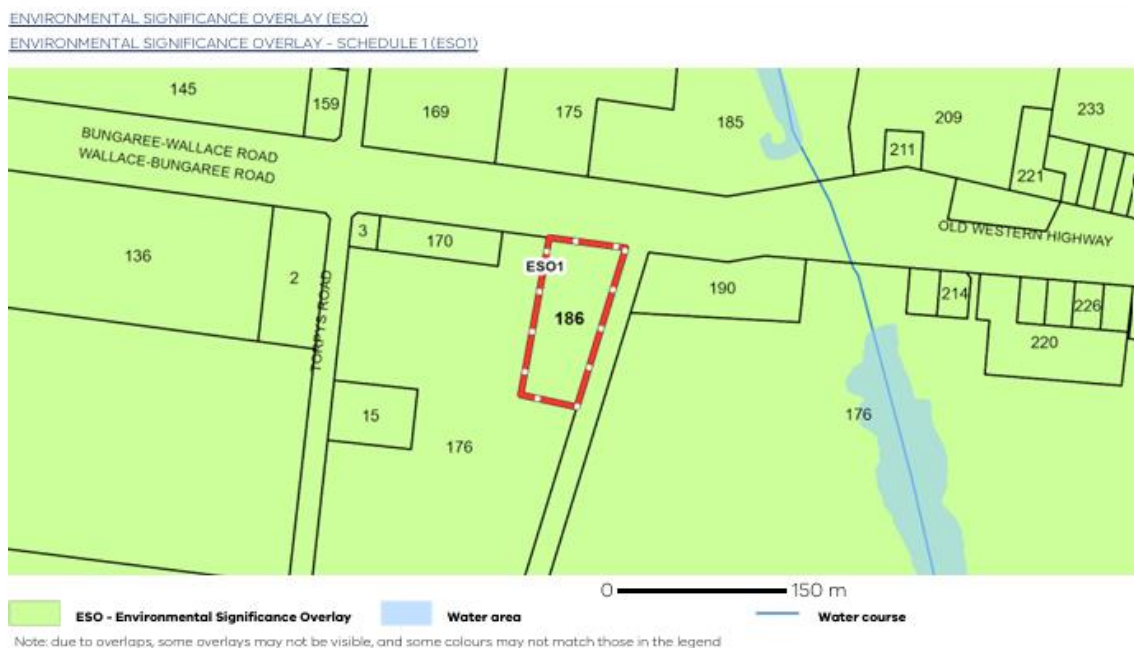 ENVIRONMENTAL SIGNIFICANCE OVERLAY (ESO)
ENVIRONMENTAL SIGNIFICANCE OVERLAY - SCHEDULE 1 (ESO1)
145
159
169
175
185
209
233
211
221
BUNGAREE-WALLACE ROAD
WALLACE-BUNGAREE ROAD
OLD WESTERN HIGHWAY
136
2
TORPYS ROAD
3
170
ESO1
186
190
214
226
220
15
176
176
0 150 m
ESO - Environmental Significance Overlay
Water area
Water course
Note: due to overlaps, some overlays may not be visible, and some colours may not match those in the legend